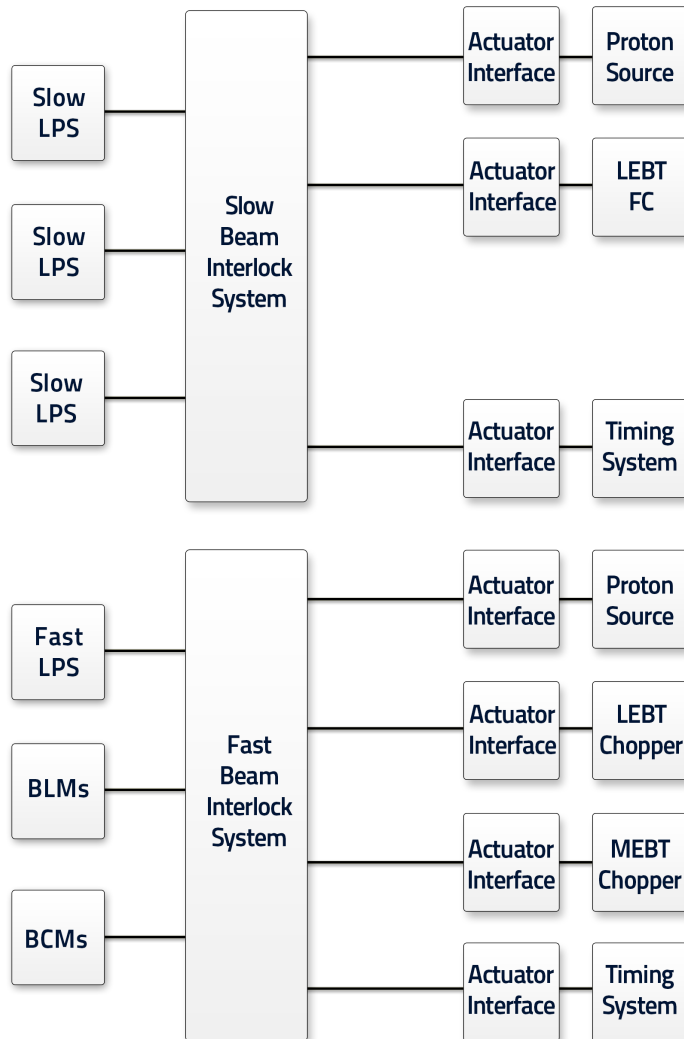 Slow
LPS
Slow
LPS
Slow
LPS
Slow
Beam
Interlock
System
Actuator
Interface
Proton
Source
Actuator
Interface
LEBT
FC
Actuator
Interface
Timing
System
Fast
LPS
BLMs
BCMs
Fast
Beam
Interlock
System
Actuator
Interface
Proton
Source
Actuator
Interface
LEBT
Chopper
Actuator
Interface
MEBT
Chopper
Actuator
Interface
Timing
System